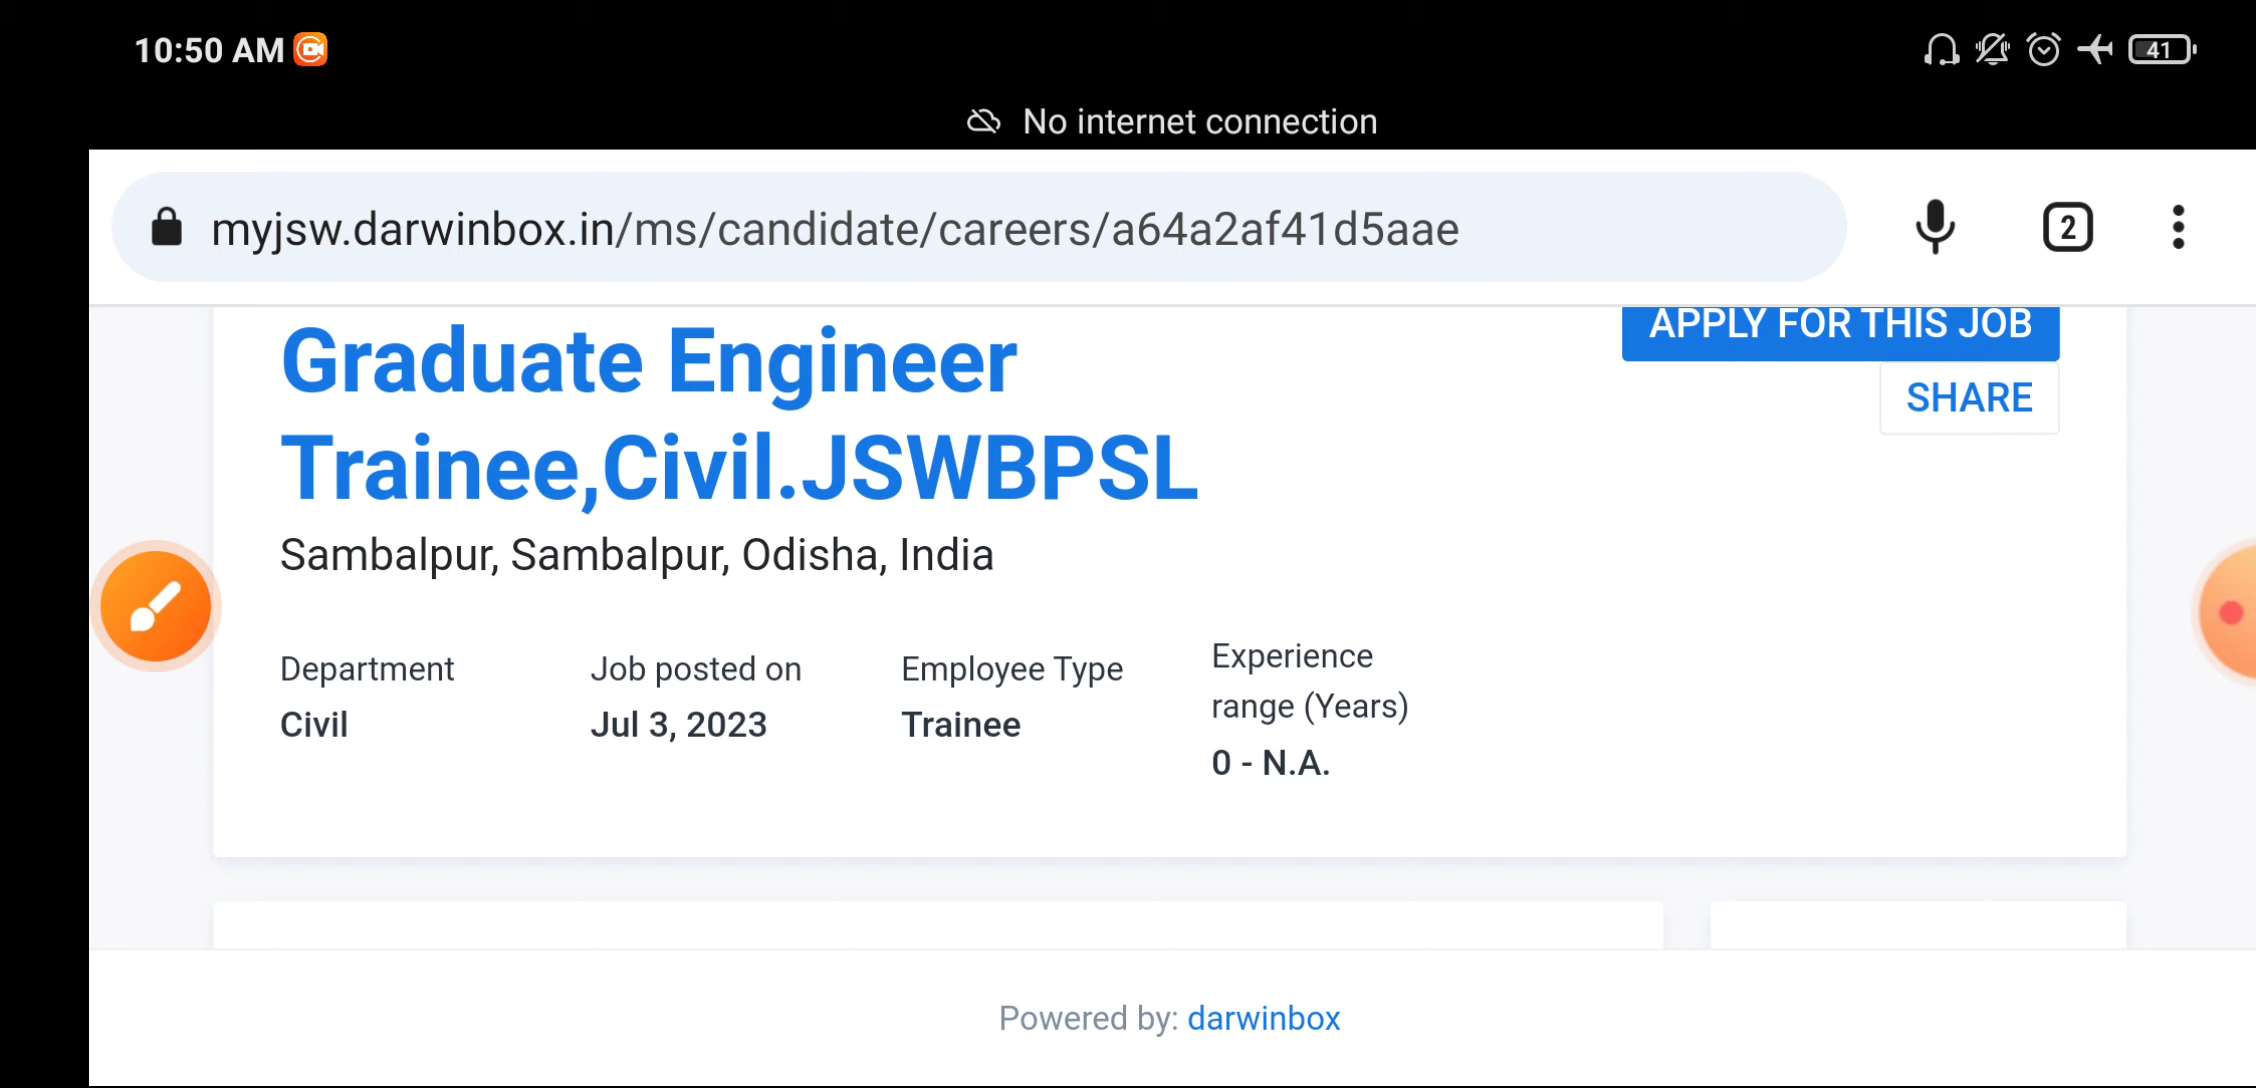 10:50 AM
41
No internet connection
myjsw.darwinbox.in/ms/candidate/careers/a64a2af41d5aae
2
Graduate Engineer
Trainee,Civil.JSWBPSL
APPLY FOR THIS JOB
SHARE
Sambalpur, Sambalpur, Odisha, India
Department
Civil
Job posted on
Jul 3, 2023
Employee Type
Trainee
Experience
range (Years)
0 - N.A.
Powered by: darwinbox